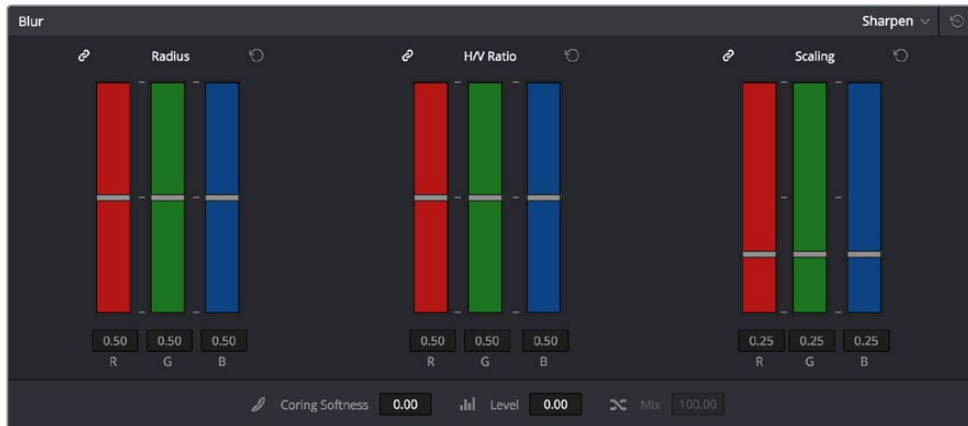 Blur Sharpen
Radius H/V Ratio Scaling
0.50 0.50 0.50 0.50 0.50 0.50 0.25 0.25 0.25
R G B R G B R G B
Coring Softness 0.00 Level 0.00 Mix 100.00